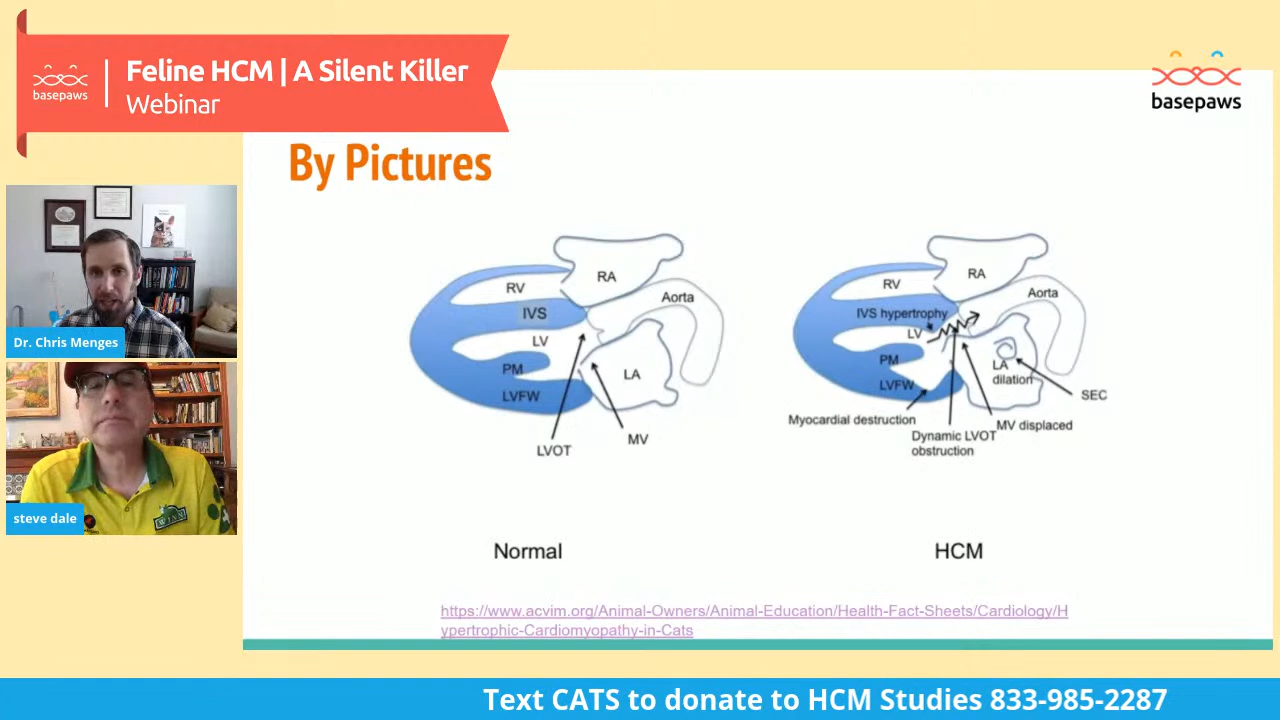 Feline HCM | A Silent Killer
basepaws
Webinar
basepaws
By Pictures
RA
RV
Aorta
IVS
LV
PM
LA
LVFW
MV
LVOT
Normal
RA
RV
Aorta
IVS hypertrophy
LV
PM
LA
dilation
LVFW
SEC
Myocardial destruction
MV displaced
Dynamic LVOT
obstruction
HCM
https://www.acvim.org/Animal-Owners/Animal-Education/Health-Fact-Sheets/Cardiology/H
ypertrophic-Cardiomyopathy-in-Cats
Dr. Chris Menges
steve dale
Text CATS to donate to HCM Studies 833-985-2287